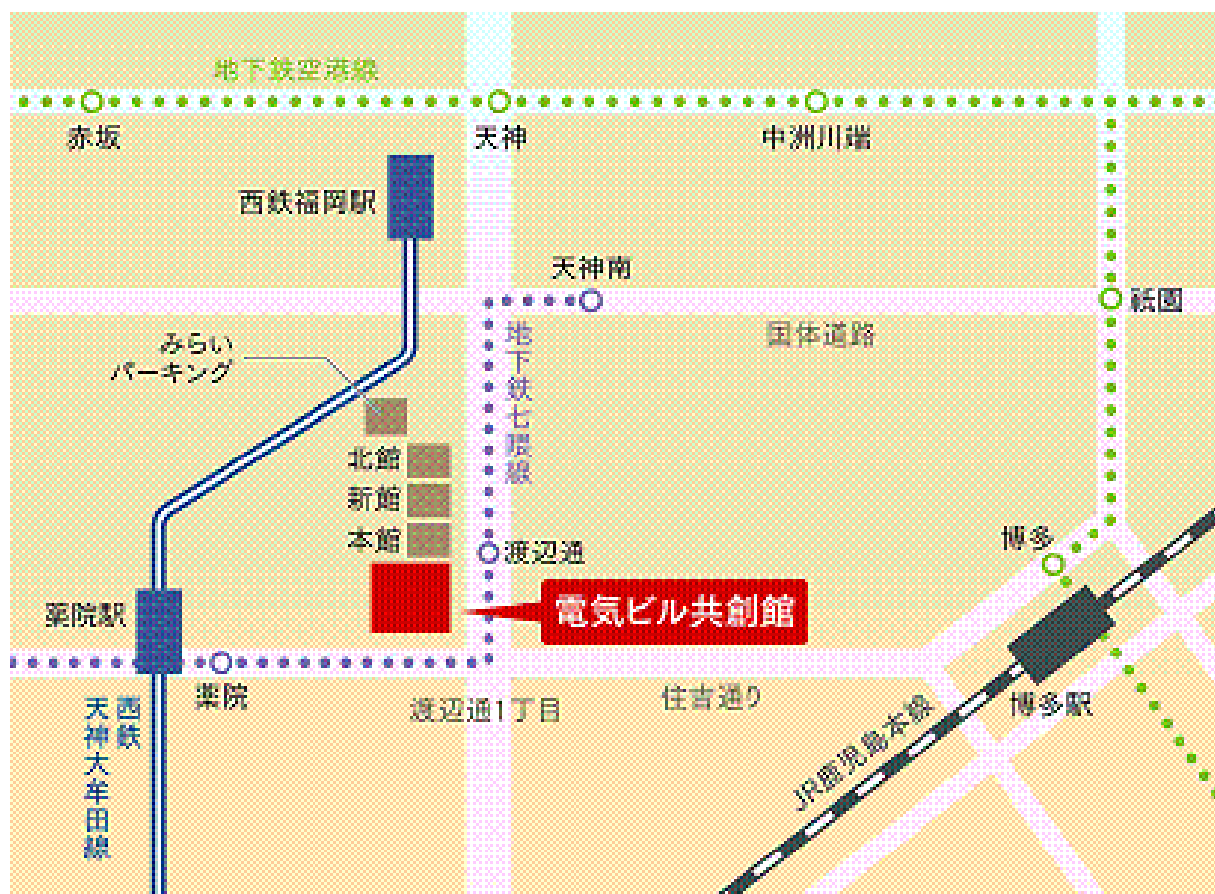 地下鉄空港線
赤坂
天神
中洲川端
西鉄福岡駅
天神南
祇園
国体道路
みらい
パーキング
地下鉄七隈線
北館
新館
本館
渡辺通
博多
電気ビル共創館
薬院駅
薬院
渡辺通1丁目
住吉通り
博多駅
西鉄
天神大牟田線
JR鹿児島本線